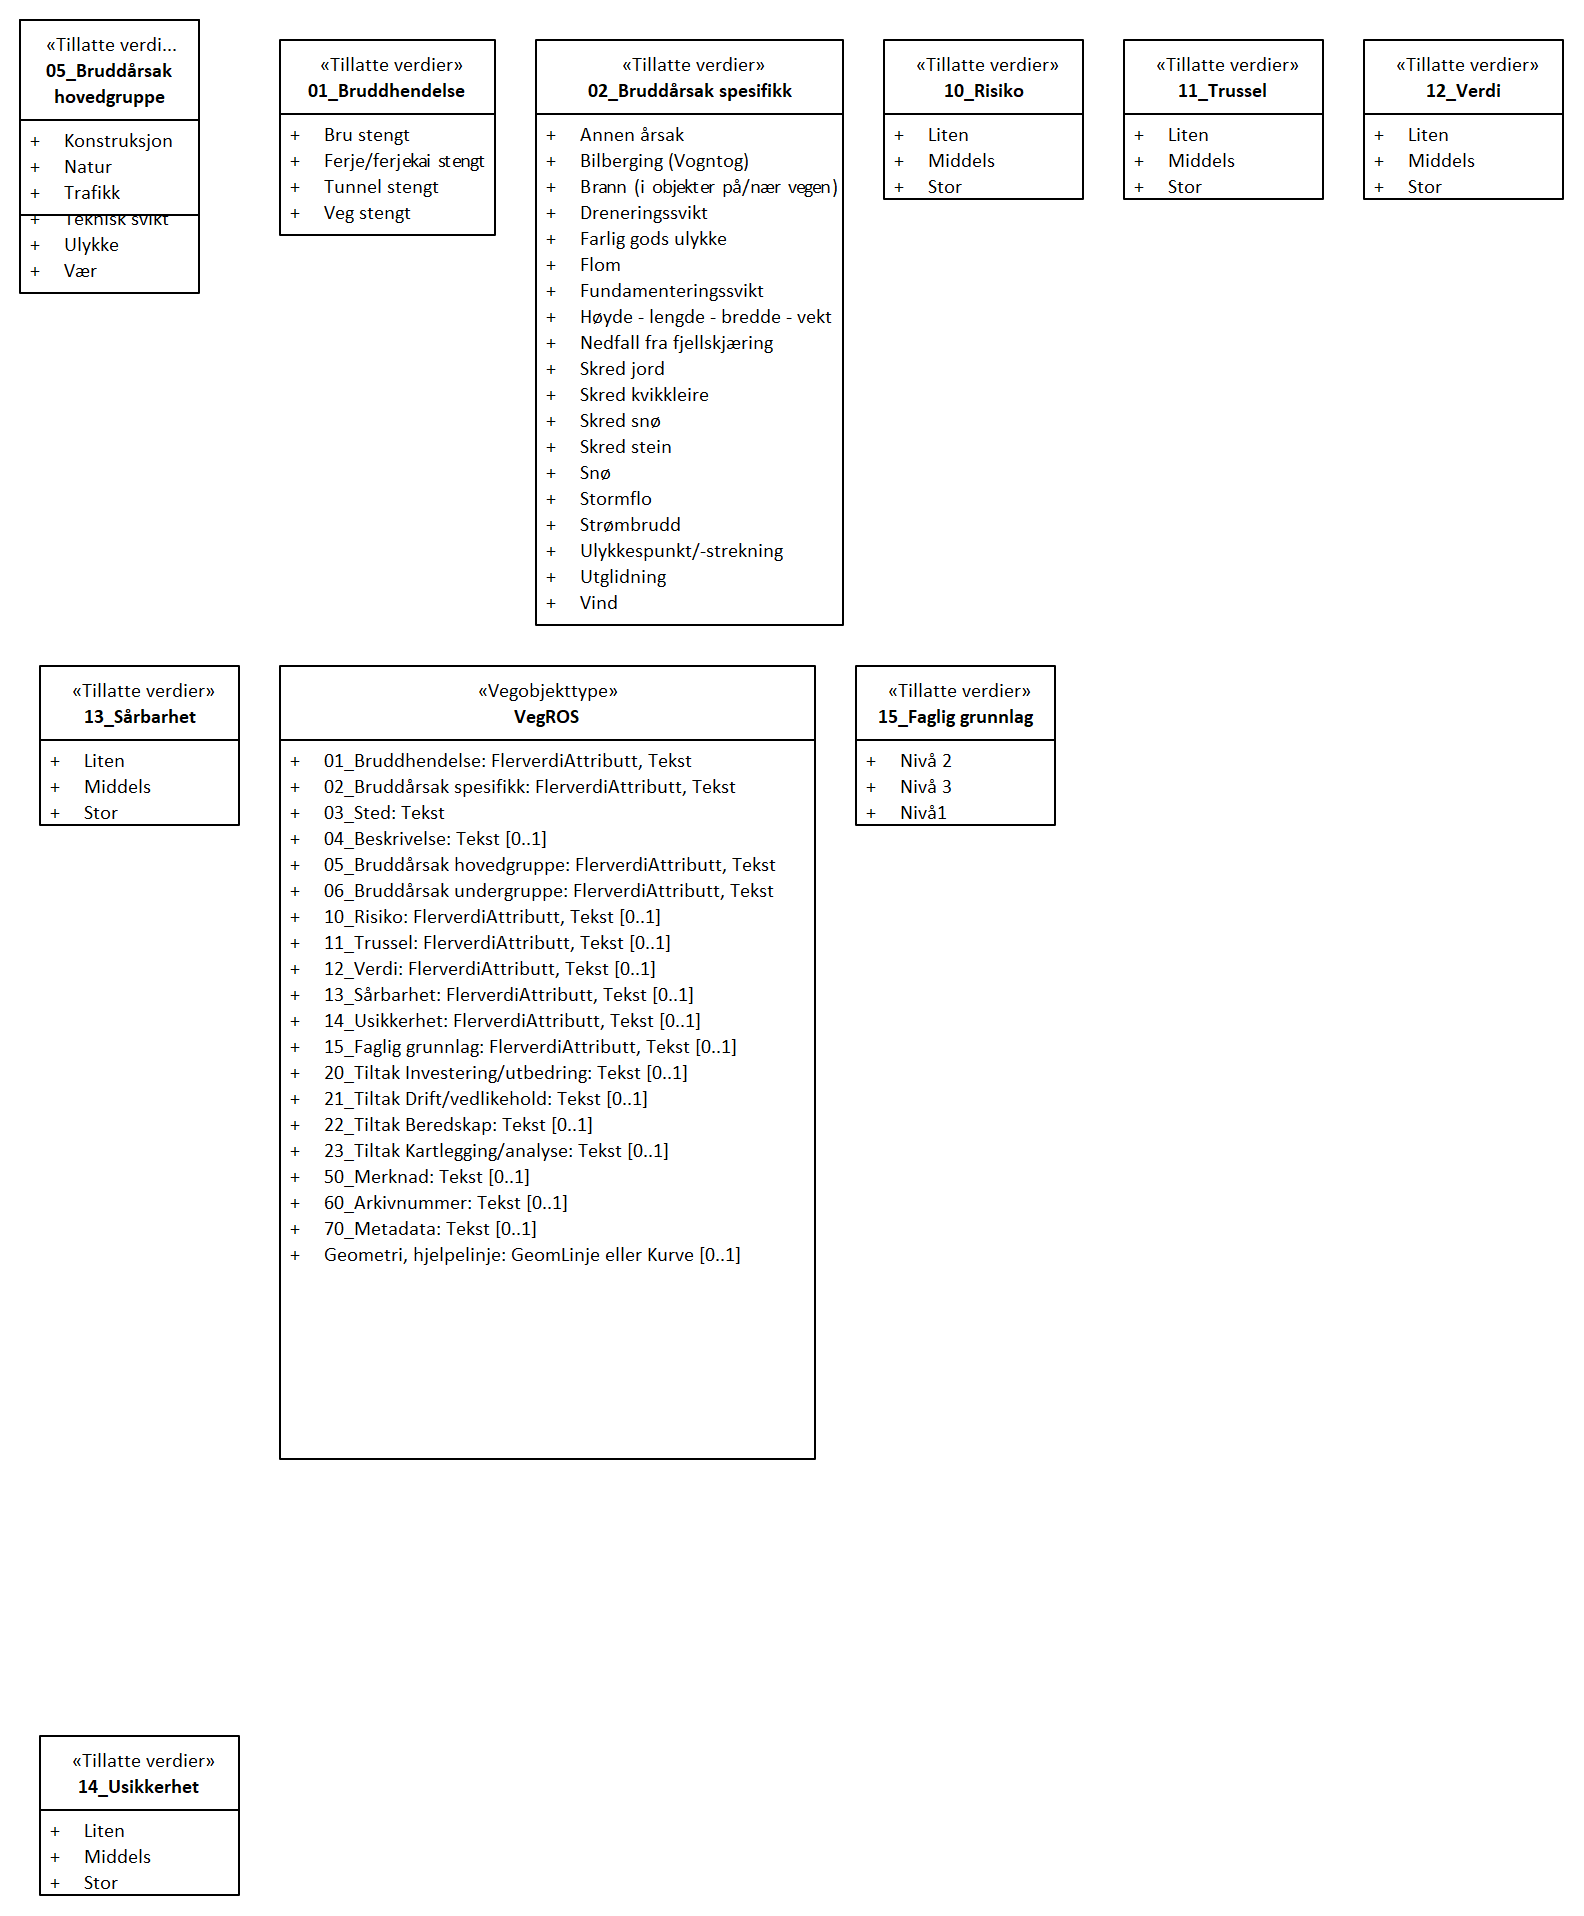 «Tillatte verdi...
05_Bruddårsak
hovedgruppe
+ Konstruksjon
+ Natur
+ Trafikk
+ Teknisk svikt
+ Ulykke
+ Vær
«Tillatte verdier»
01_Bruddhendelse
+ Bru stengt
+ Ferje/ferjekai stengt
+ Tunnel stengt
+ Veg stengt
«Tillatte verdier»
02_Bruddårsak spesifikk
+ Annen årsak
+ Bilberging (Vogntog)
+ Brann (i objekter på/nær vegen)
+ Dreneringssvikt
+ Farlig gods ulykke
+ Flom
+ Fundamenteringssvikt
+ Høyde - lengde - bredde - vekt
+ Nedfall fra fjellskjæring
+ Skred jord
+ Skred kvikkleire
+ Skred snø
+ Skred stein
+ Snø
+ Stormflo
+ Strømbrudd
+ Ulykkespunkt/-strekning
+ Utglidning
+ Vind
«Tillatte verdier»
10_Risiko
+ Liten
+ Middels
+ Stor
«Tillatte verdier»
11_Trussel
+ Liten
+ Middels
+ Stor
«Tillatte verdier»
12_Verdi
+ Liten
+ Middels
+ Stor
«Tillatte verdier»
13_Sårbarhet
+ Liten
+ Middels
+ Stor
«Vegobjekttype»
VegROS
+ 01_Bruddhendelse: FlerverdiAttributt, Tekst
+ 02_Bruddårsak spesifikk: FlerverdiAttributt, Tekst
+ 03_Sted: Tekst
+ 04_Beskrivelse: Tekst [0..1]
+ 05_Bruddårsak hovedgruppe: FlerverdiAttributt, Tekst
+ 06_Bruddårsak undergruppe: FlerverdiAttributt, Tekst
+ 10_Risiko: FlerverdiAttributt, Tekst [0..1]
+ 11_Trussel: FlerverdiAttributt, Tekst [0..1]
+ 12_Verdi: FlerverdiAttributt, Tekst [0..1]
+ 13_Sårbarhet: FlerverdiAttributt, Tekst [0..1]
+ 14_Usikkerhet: FlerverdiAttributt, Tekst [0..1]
+ 15_Faglig grunnlag: FlerverdiAttributt, Tekst [0..1]
+ 20_Tiltak Investering/utbedring: Tekst [0..1]
+ 21_Tiltak Drift/vedlikehold: Tekst [0..1]
+ 22_Tiltak Beredskap: Tekst [0..1]
+ 23_Tiltak Kartlegging/analyse: Tekst [0..1]
+ 50_Merknad: Tekst [0..1]
+ 60_Arkivnummer: Tekst [0..1]
+ 70_Metadata: Tekst [0..1]
+ Geometri, hjelpelinje: GeomLinje eller Kurve [0..1]
«Tillatte verdier»
15_Faglig grunnlag
+ Nivå 2
+ Nivå 3
+ Nivå1
«Tillatte verdier»
14_Usikkerhet
+ Liten
+ Middels
+ Stor